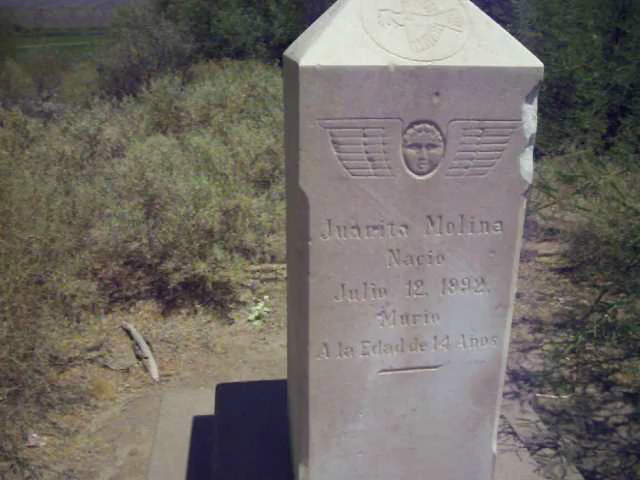 Juanita Molina
Nacio
Julio 12, 1892.
Murio
A la Edad de 14 Años